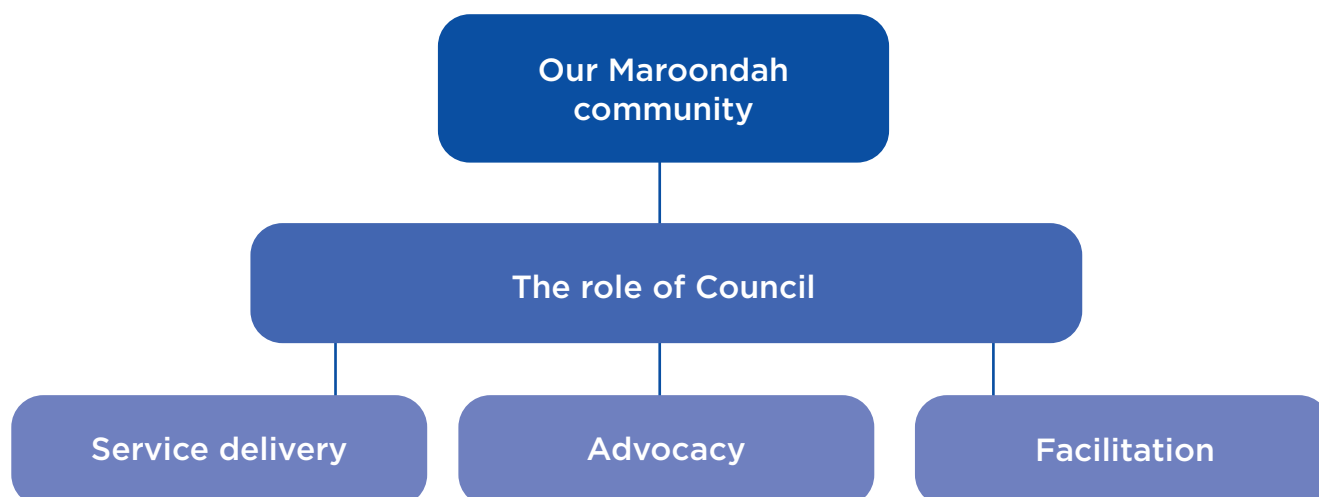 Our Maroondah
community
The role of Council
Service delivery
Advocacy
Facilitation